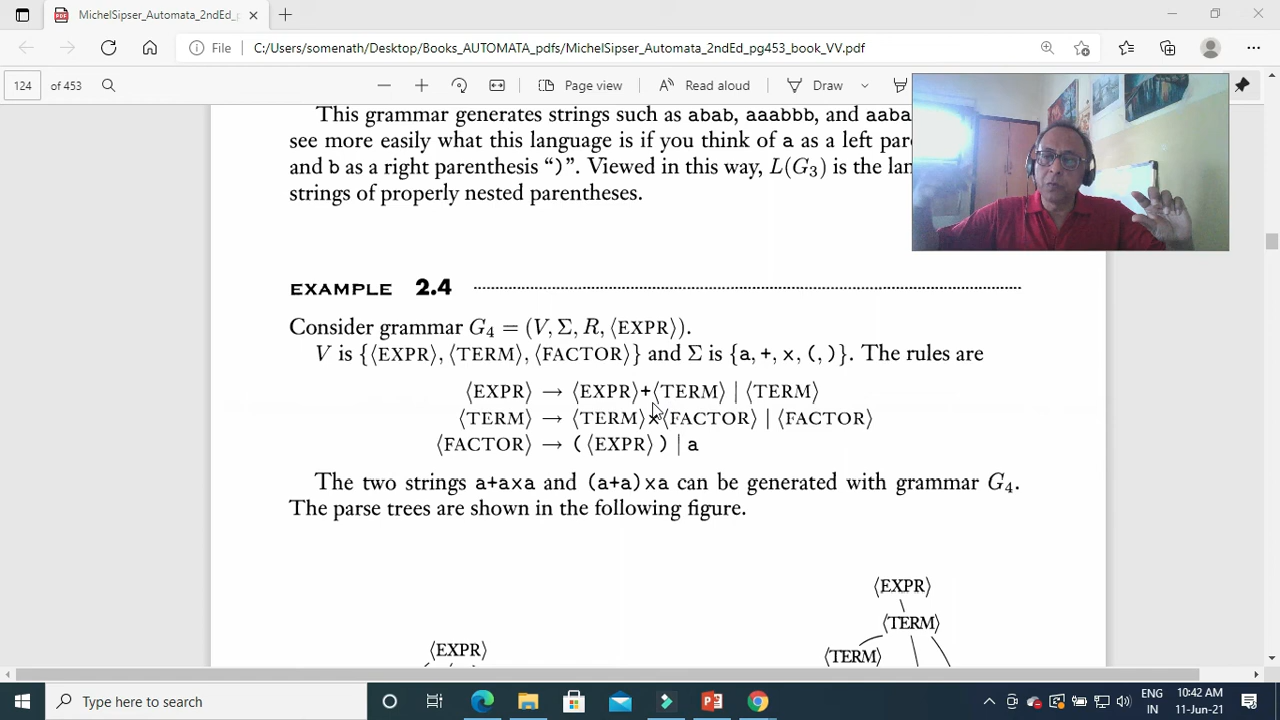 MichelSipser_Automata_2ndEd_
File
C:/Users/somenath/Desktop/Books_AUTOMATA_pdfs/MichelSipser_Automata_2ndEd_pg453_book_VV.pdf
124 of 453
Page view
Read aloud
Draw
This grammar generates strings such as abab, aaabbb, and aaba
see more easily what this language is if you think of a as a left
and b as a right parenthesis “)”. Viewed in this way, L(G₃) is the
strings of properly nested parentheses.
EXAMPLE 2.4
Consider grammar G₄ = (V, Σ, R, ⟨EXPR⟩).
V is {⟨EXPR⟩, ⟨TERM⟩, ⟨FACTOR⟩} and Σ is {a, +, x, (, )}. The rules are
⟨EXPR⟩ → ⟨EXPR⟩+⟨TERM⟩ | ⟨TERM⟩
⟨TERM⟩ → ⟨TERM⟩x⟨FACTOR⟩ | ⟨FACTOR⟩
⟨FACTOR⟩ → (⟨EXPR⟩) | a
The two strings a+axa and (a+a)xa can be generated with grammar G₄.
The parse trees are shown in the following figure.
⟨EXPR⟩
⟨TERM⟩
⟨EXPR⟩ ⟨TERM⟩
Type here to search
ENG 10:42 AM
IN 11-Jun-21